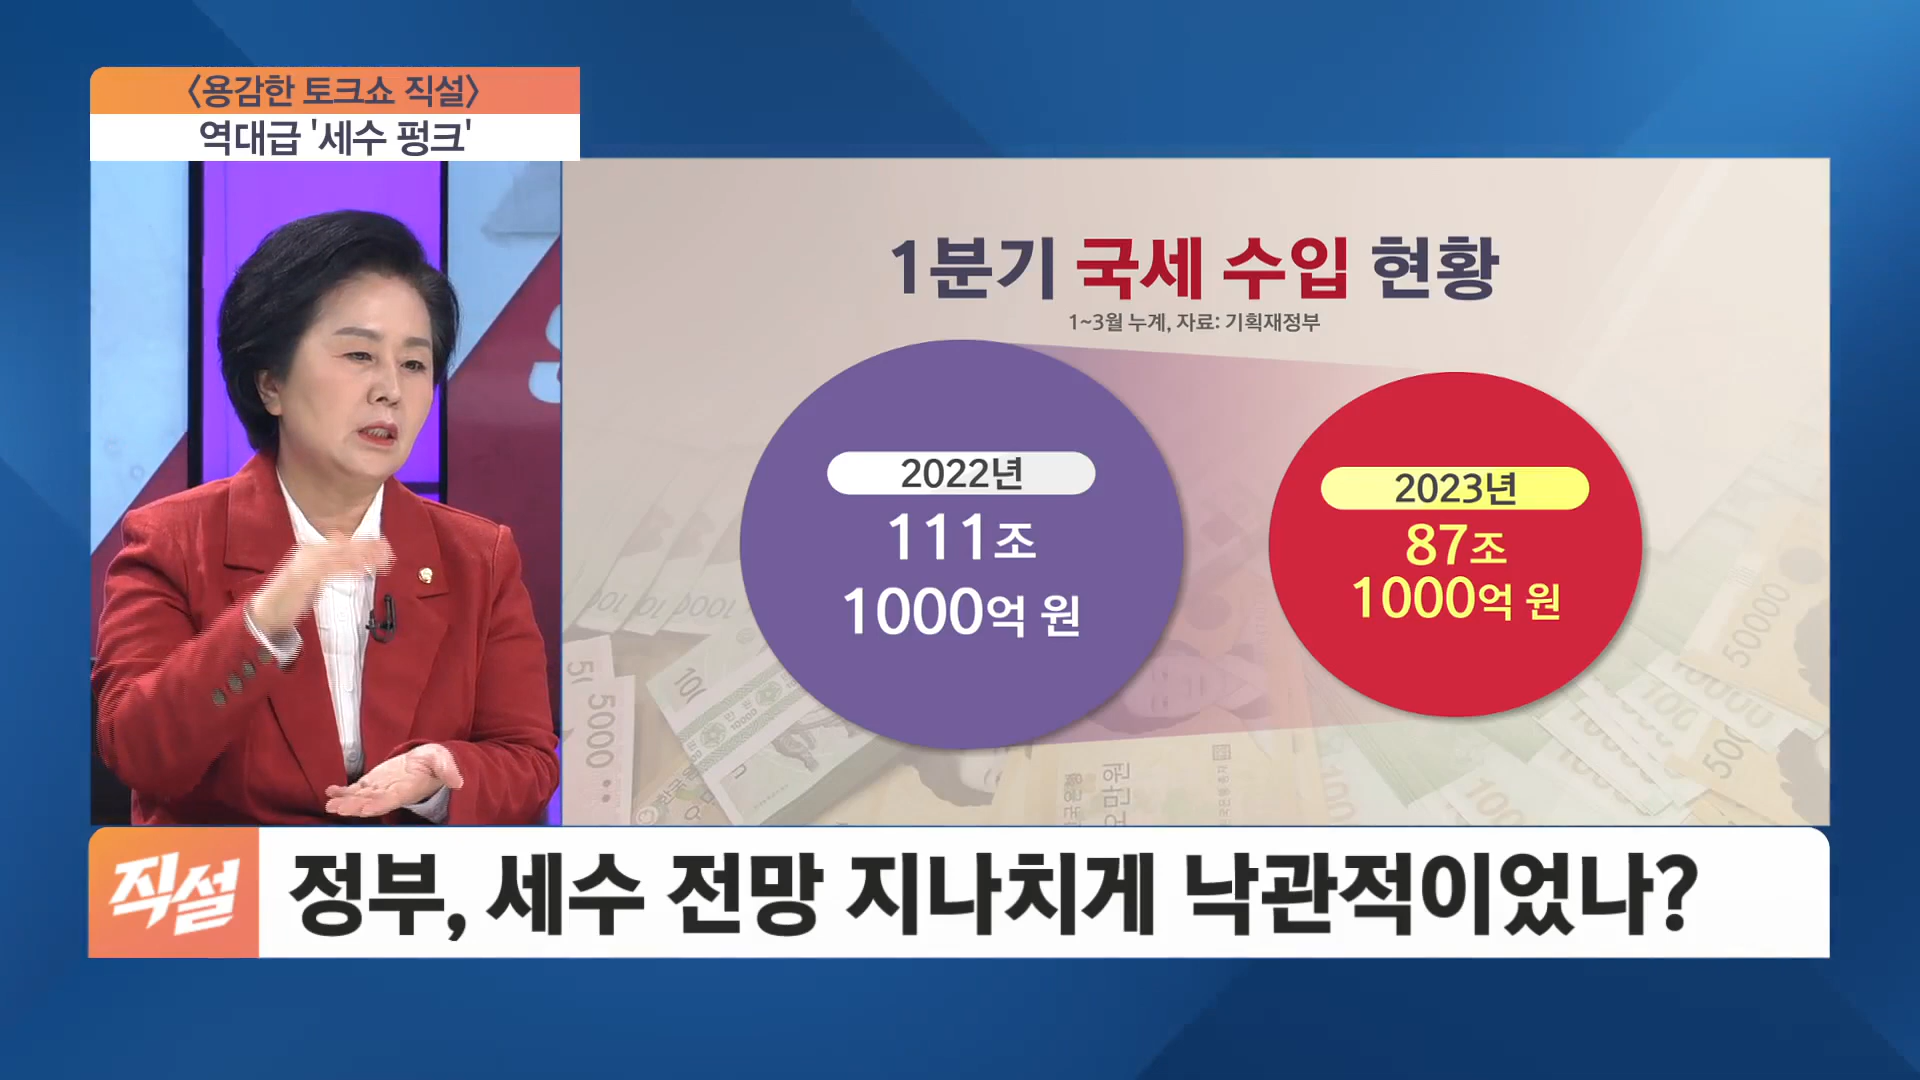 <용감한 토크쇼 직설>
역대급 '세수 펑크'
1분기 국세 수입 현황
1~3월 누계, 자료: 기획재정부
2022년
111조
1000억 원
2023년
87조
1000억 원
5000
50000
직설
정부, 세수 전망 지나치게 낙관적이었나?